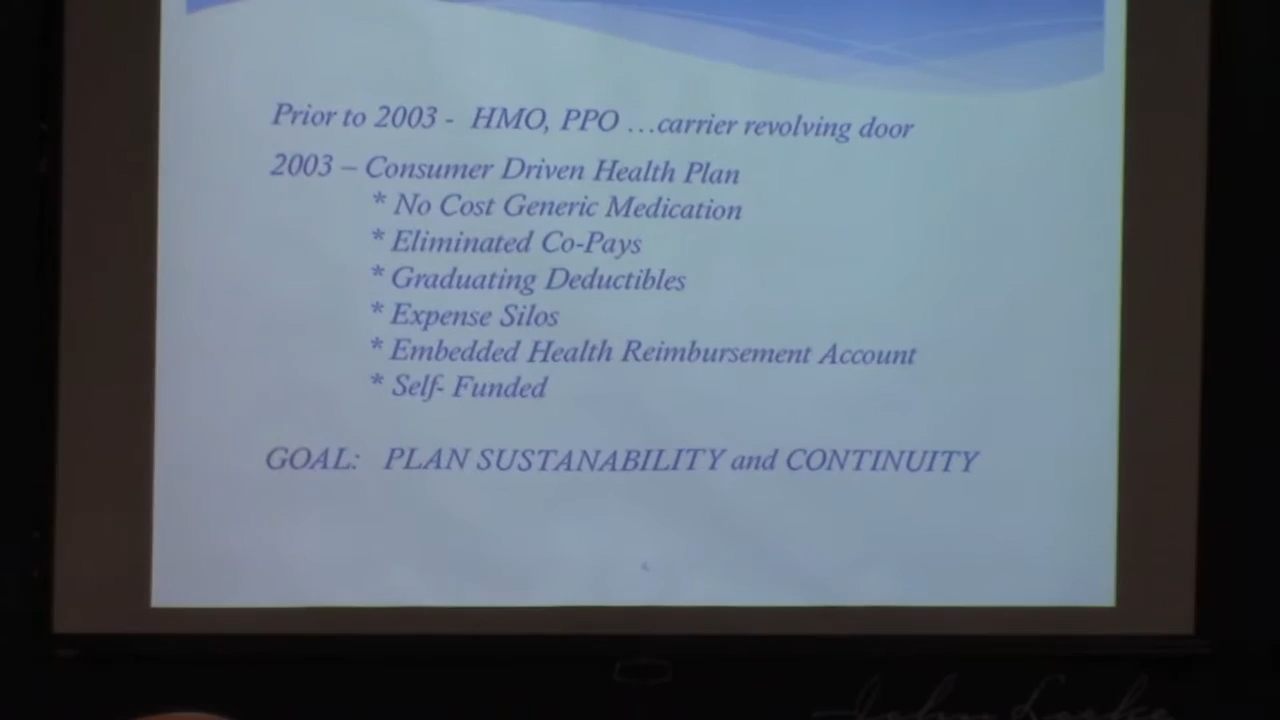 Prior to 2003 - HMO, PPO ...carrier revolving door
2003 – Consumer Driven Health Plan
* No Cost Generic Medication
* Eliminated Co-Pays
* Graduating Deductibles
* Expense Silos
* Embedded Health Reimbursement Account
* Self- Funded
GOAL: PLAN SUSTANABILITY and CONTINUITY